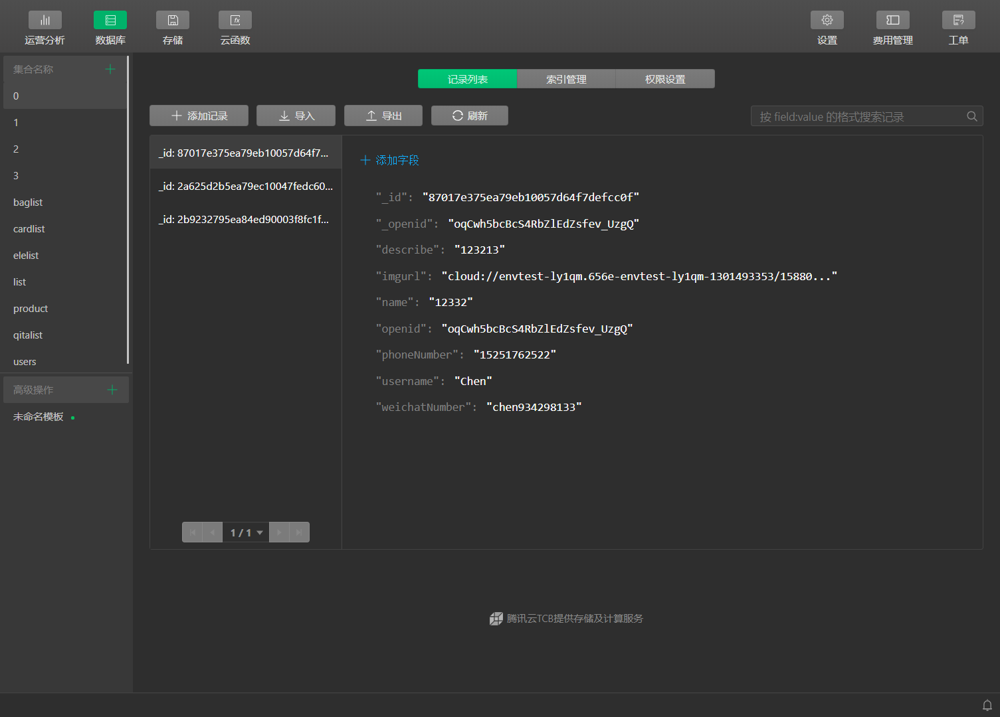 运营分析
数据库
存储
云函数
设置
费用管理
工单
集合名称
0
1
2
3
baglist
cardlist
elelist
list
product
qitalist
users
高级操作
未命名模板
记录列表
索引管理
权限设置
添加记录
导入
导出
刷新
按 field:value 的格式搜索记录
_id: 87017e375ea79eb10057d64f7...
_id: 2a625d2b5ea79ec10047fedc60...
_id: 2b9232795ea84ed90003f8fc1f...
1 / 1
添加字段
"_id": "87017e375ea79eb10057d64f7defcc0f"
"_openid": "oqCwh5bcBcS4RbZlEdZsfev_UzgQ"
"describe": "123213"
"imgurl": "cloud://envtest-ly1qm.656e-envtest-ly1qm-1301493353/15880..."
"name": "12332"
"openid": "oqCwh5bcBcS4RbZlEdZsfev_UzgQ"
"phoneNumber": "15251762522"
"username": "Chen"
"weichatNumber": "chen934298133"
腾讯云TCB提供存储及计算服务